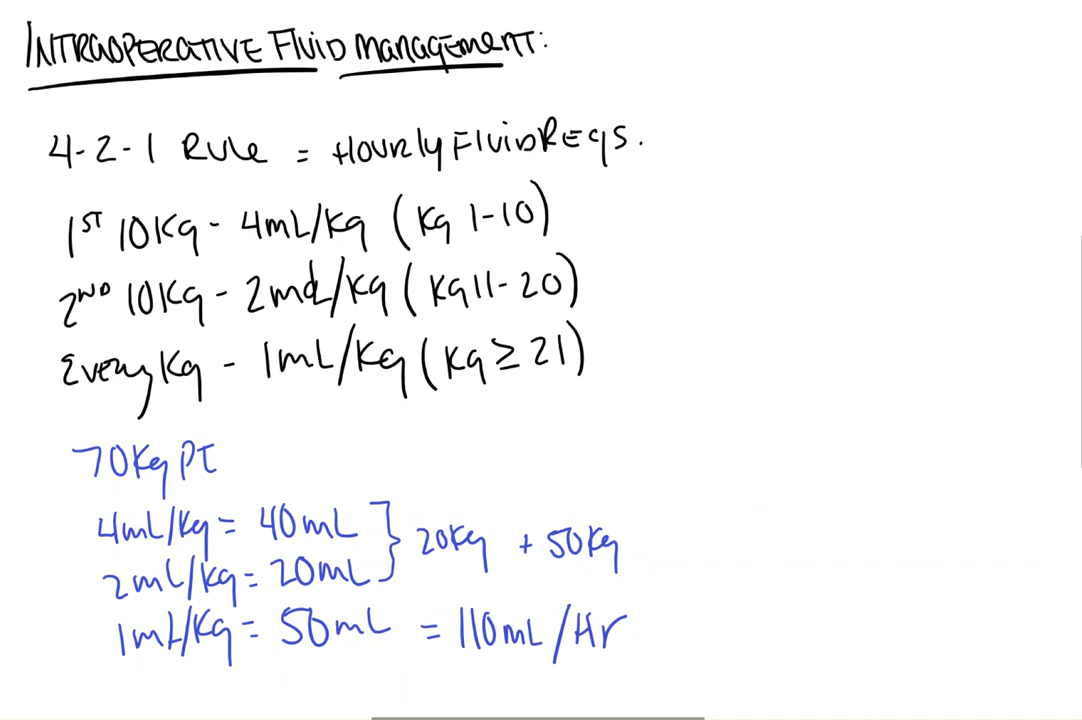 INTRAOPERATIVE Fluid Management:
4-2-1 Rule = Hourly Fluid Reqs.
1ST 10Kg - 4mL/Kg (Kg 1-10)
2ND 10Kg - 2mL/Kg (Kg 11-20)
Every Kg - 1mL/Kg (Kg ≥ 21)
70Kg PT
4mL/Kg = 40mL } 20Kg + 50Kg
2mL/Kg = 20mL
1mL/Kg = 50mL = 110mL/Hr